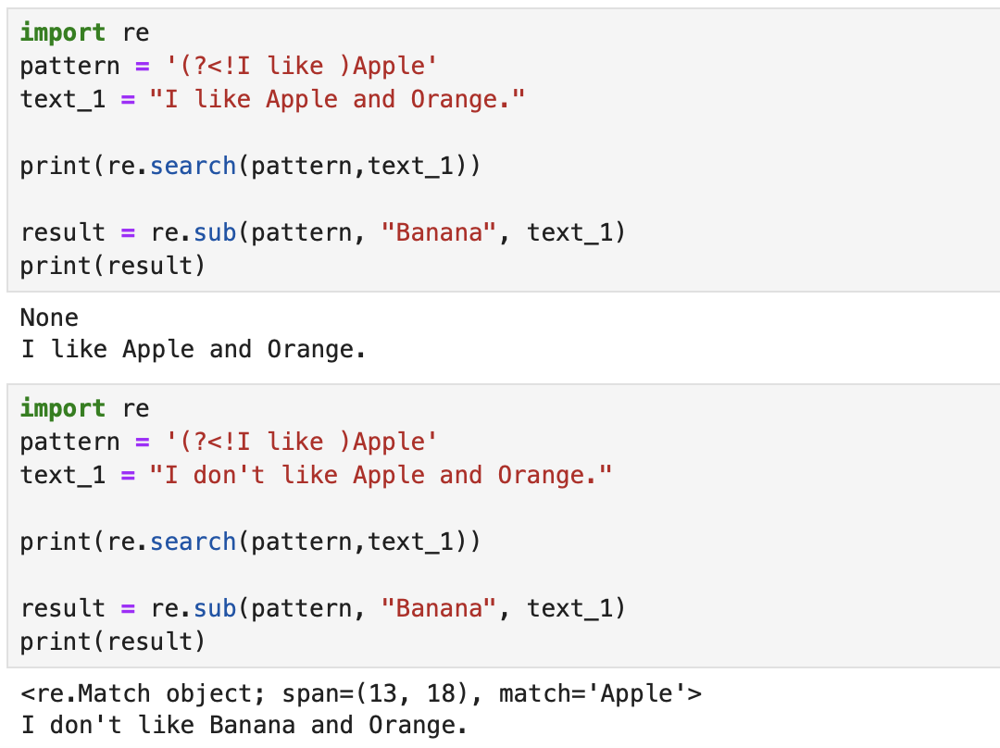 import re
pattern = '(?<!I like )Apple'
text_1 = "I like Apple and Orange."
print(re.search(pattern,text_1))
result = re.sub(pattern, "Banana", text_1)
print(result)
None
I like Apple and Orange.
import re
pattern = '(?<!I like )Apple'
text_1 = "I don't like Apple and Orange."
print(re.search(pattern,text_1))
result = re.sub(pattern, "Banana", text_1)
print(result)
<re.Match object; span=(13, 18), match='Apple'>
I don't like Banana and Orange.